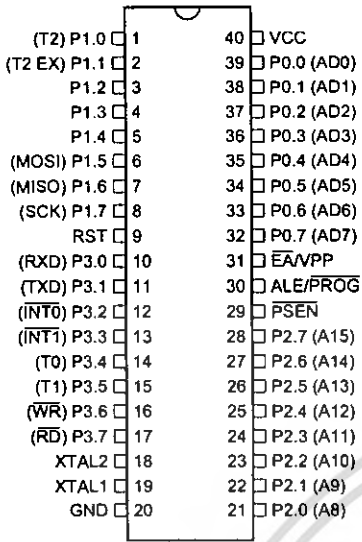 (T2) P1.0 1 40 VCC
(T2 EX) P1.1 2 39 P0.0 (AD0)
P1.2 3 38 P0.1 (AD1)
P1.3 4 37 P0.2 (AD2)
P1.4 5 36 P0.3 (AD3)
(MOSI) P1.5 6 35 P0.4 (AD4)
(MISO) P1.6 7 34 P0.5 (AD5)
(SCK) P1.7 8 33 P0.6 (AD6)
RST 9 32 P0.7 (AD7)
(RXD) P3.0 10 31 E̅A̅/VPP
(TXD) P3.1 11 30 ALE/P̅R̅O̅G̅
(I̅N̅T̅0̅) P3.2 12 29 P̅S̅E̅N̅
(I̅N̅T̅1̅) P3.3 13 28 P2.7 (A15)
(T0) P3.4 14 27 P2.6 (A14)
(T1) P3.5 15 26 P2.5 (A13)
(W̅R̅) P3.6 16 25 P2.4 (A12)
(R̅D̅) P3.7 17 24 P2.3 (A11)
XTAL2 18 23 P2.2 (A10)
XTAL1 19 22 P2.1 (A9)
GND 20 21 P2.0 (A8)